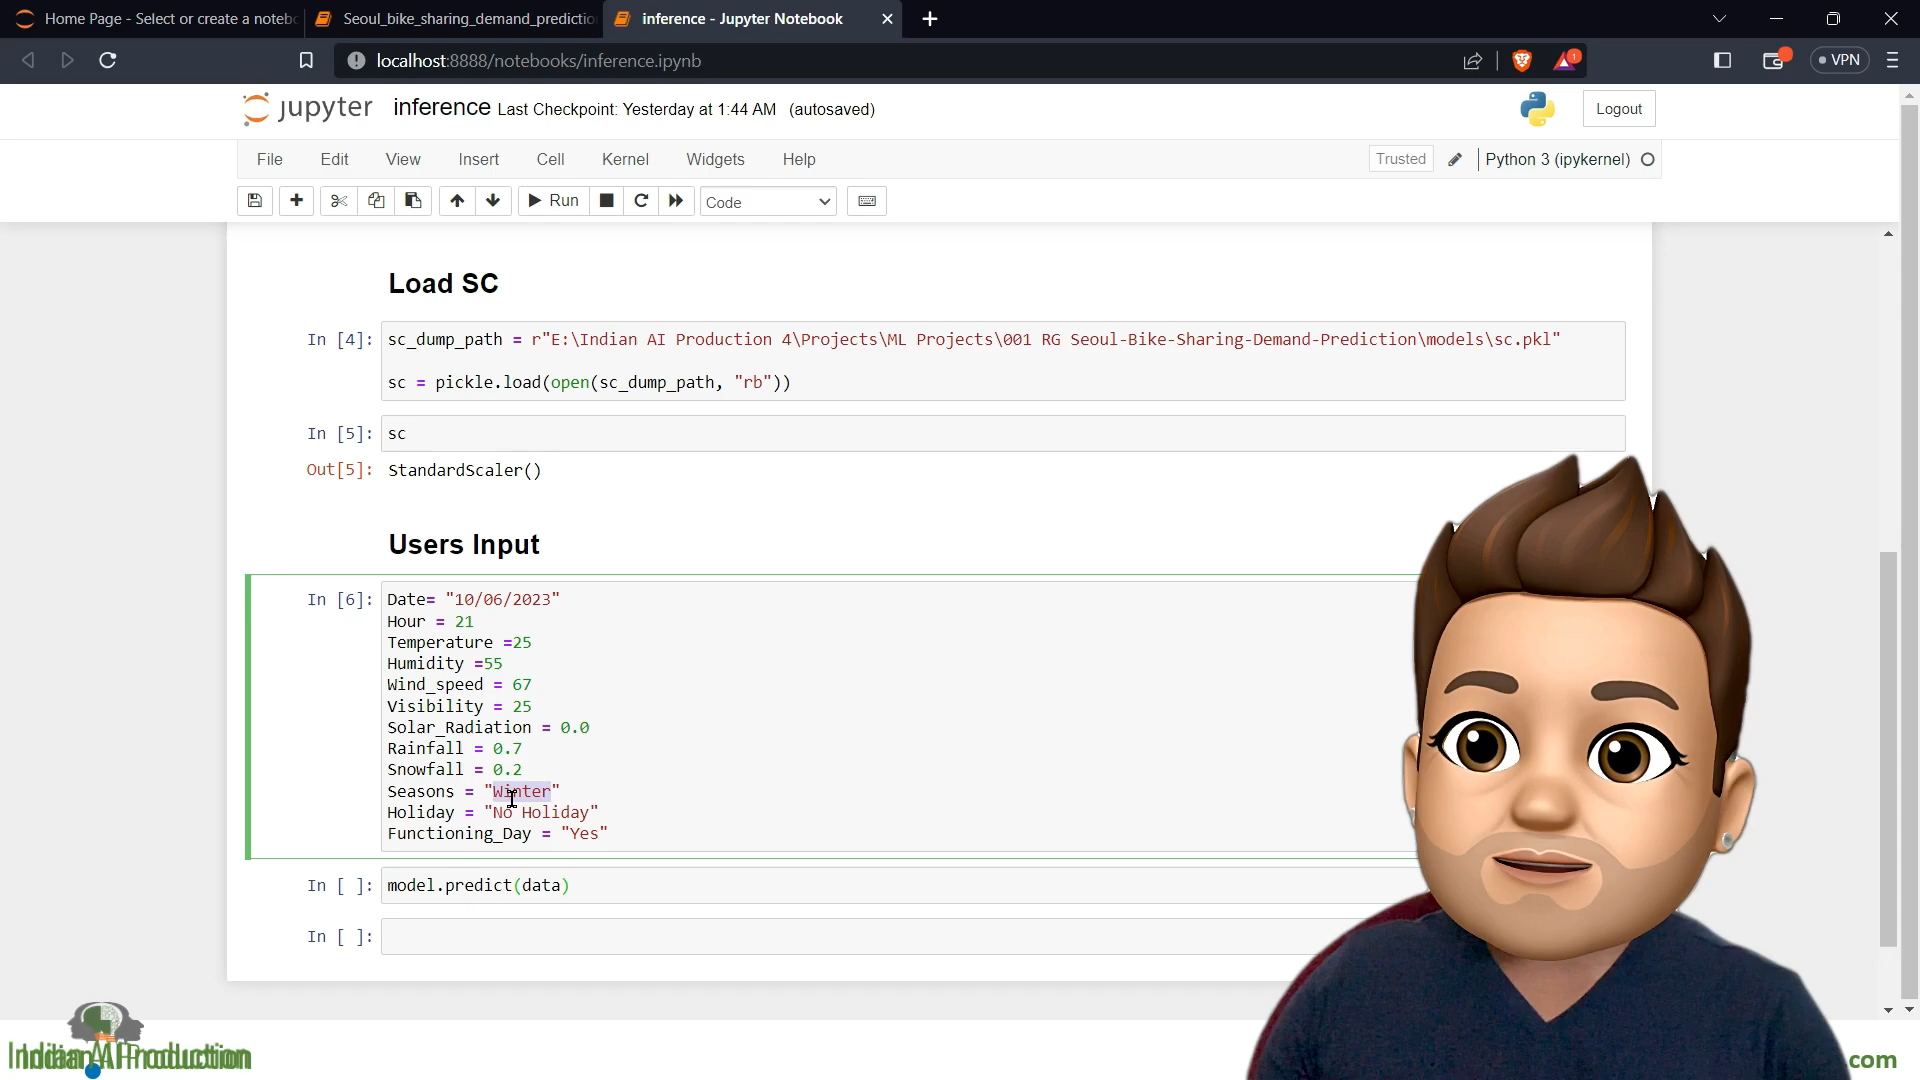 Home Page - Select or create a noteb
Seoul_bike_sharing_demand_predictio
inference - Jupyter Notebook
localhost:8888/notebooks/inference.ipynb
1
VPN
jupyter inference Last Checkpoint: Yesterday at 1:44 AM (autosaved)
Logout
File Edit View Insert Cell Kernel Widgets Help
Trusted
Python 3 (ipykernel)
Run
Code
Load SC
In [4]: sc_dump_path = r"E:\Indian AI Production 4\Projects\ML Projects\001 RG Seoul-Bike-Sharing-Demand-Prediction\models\sc.pkl"
sc = pickle.load(open(sc_dump_path, "rb"))
In [5]: sc
Out[5]: StandardScaler()
Users Input
In [6]: Date= "10/06/2023"
Hour = 21
Temperature =25
Humidity =55
Wind_speed = 67
Visibility = 25
Solar_Radiation = 0.0
Rainfall = 0.7
Snowfall = 0.2
Seasons = "Winter"
Holiday = "No Holiday"
Functioning_Day = "Yes"
In [ ]: model.predict(data)
In [ ]:
Indian AI Production
.com